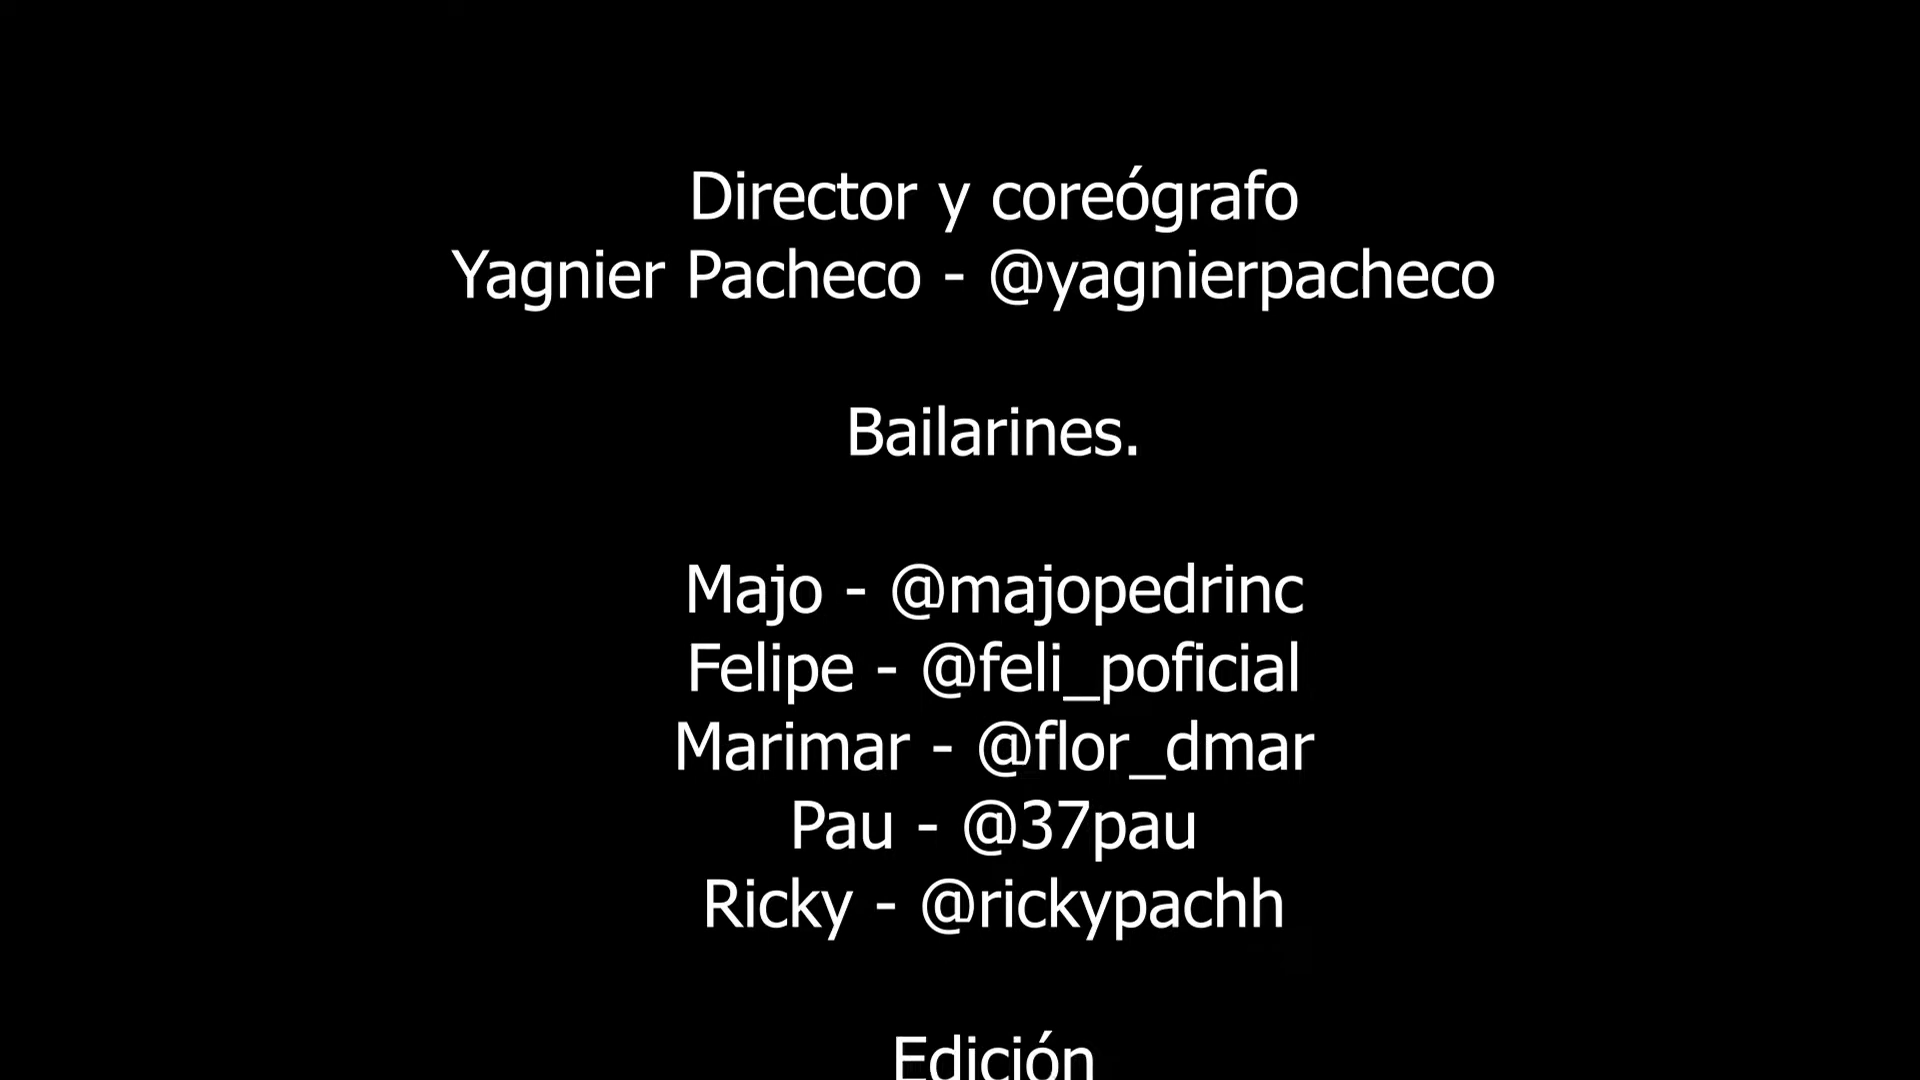 Director y coreógrafo
Yagnier Pacheco - @yagnierpacheco
Bailarines.
Majo - @majopedrinc
Felipe - @feli_poficial
Marimar - @flor_dmar
Pau - @37pau
Ricky - @rickypachh
Edición